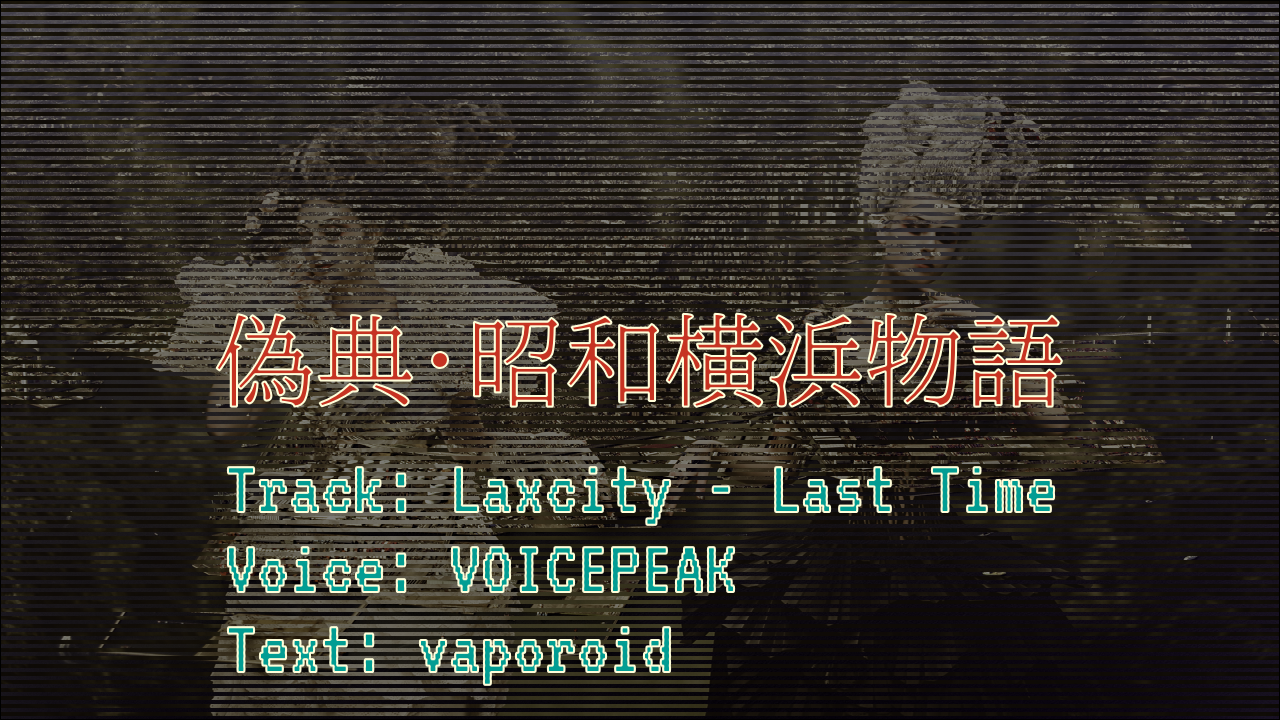 偽典・昭和横浜物語
Track: Laxcity - Last Time
Voice: VOICEPEAK
Text: vaporoid